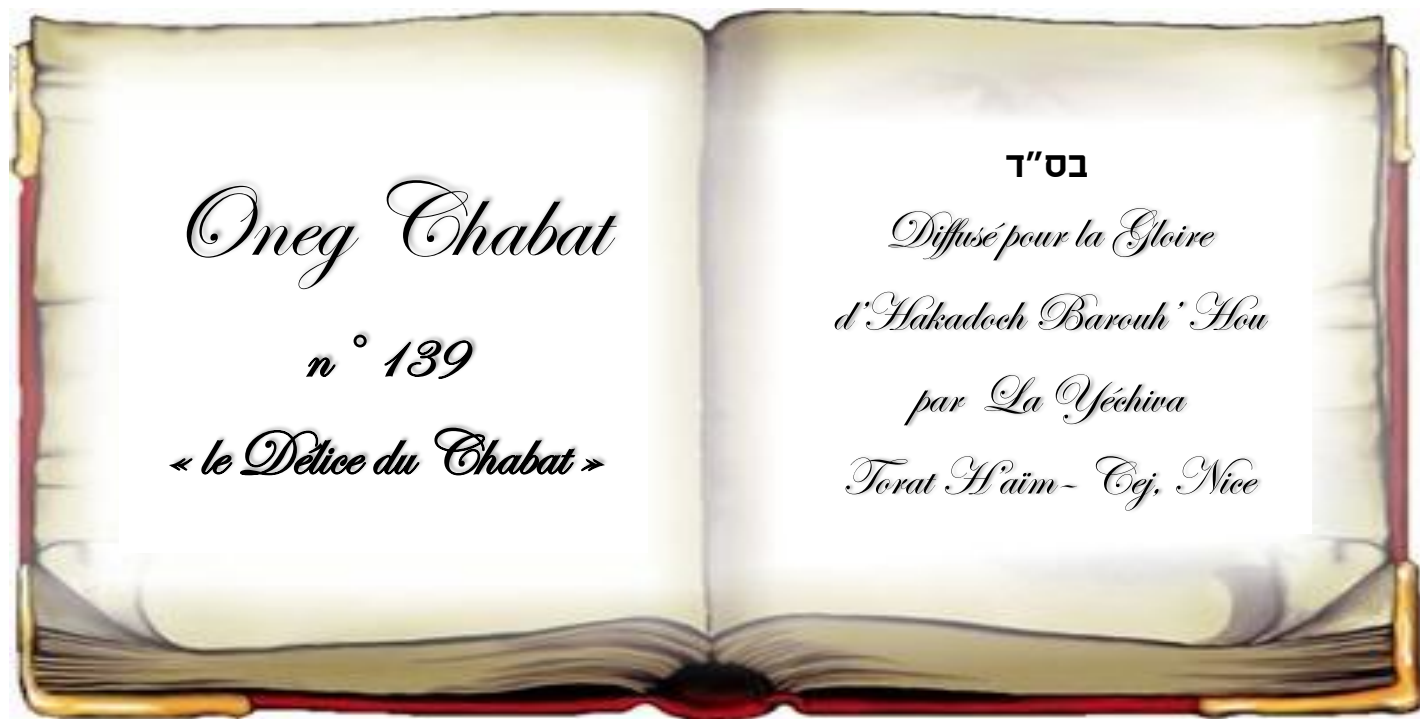 Oneg Chabat
n° 139
« le Délice du Chabat »
בס״ד
Diffusé pour la Gloire
d'Hakadoch Barouh' Hou
par La Yéchiva
Torat H'aïm- Cej, Nice